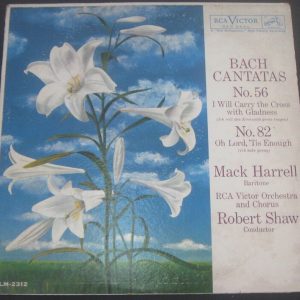 RCA VICTOR
BACH
CANTATAS
No. 56
I Will Carry the Cross
with Gladness
No. 82
Oh Lord, 'Tis Enough
Mack Harrell
Baritone
RCA Victor Orchestra
and Chorus
Robert Shaw
Conductor
LM-2312